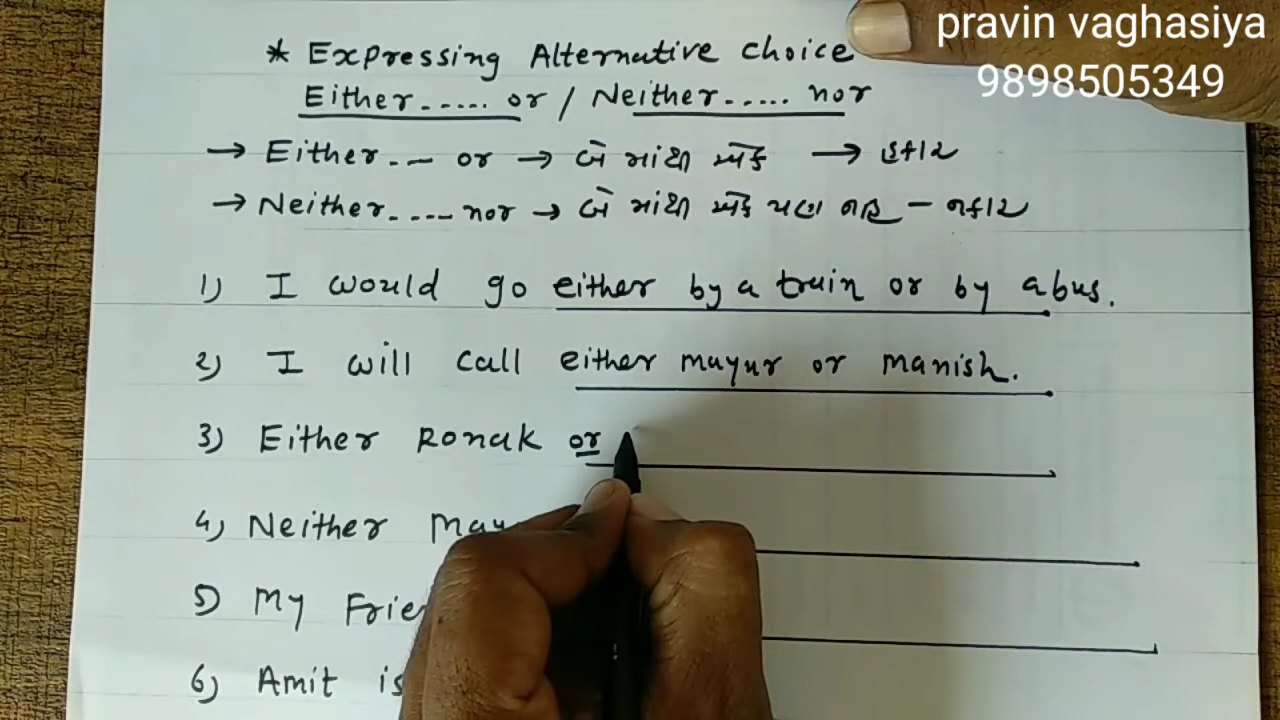 pravin vaghasiya
9898505349
* Expressing Alternative choice
Either..... or / Neither..... nor
→ Either... or → બે માંથી એક → હકાર
→ Neither.... nor → બે માંથી એક પણ નહિ - નકાર
1) I would go either by a train or by a bus.
2) I will call either mayur or manish.
3) Either Ronak or
4) Neither
5) My
6) Amit is